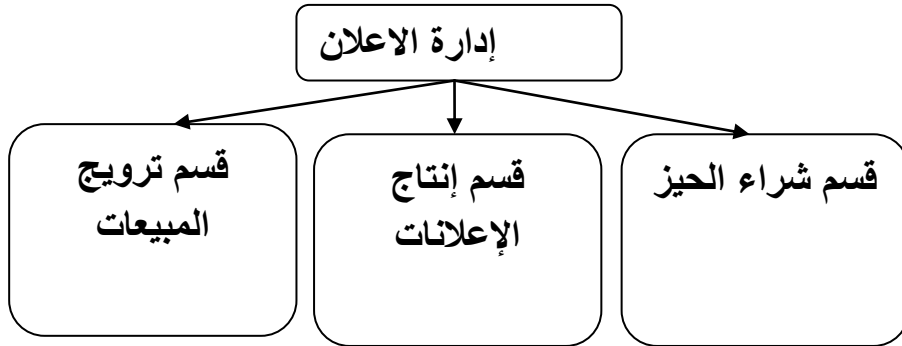 إدارة الاعلان
قسم شراء الحيز
قسم إنتاج
الإعلانات
قسم ترويج
المبيعات